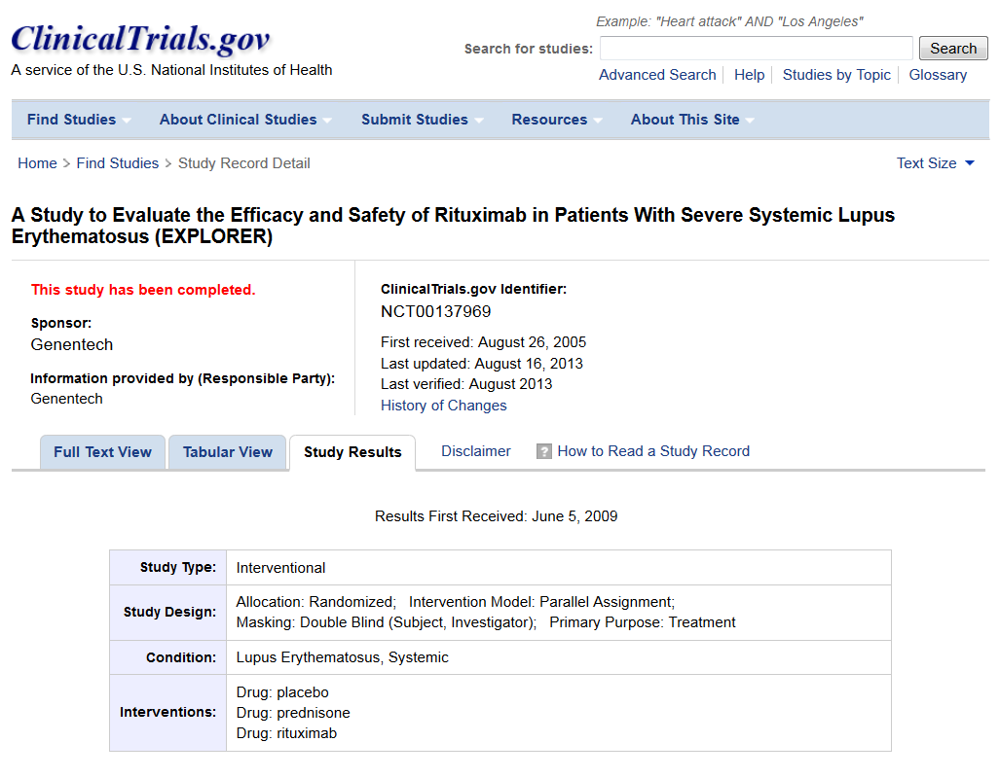 ClinicalTrials.gov
A service of the U.S. National Institutes of Health
Example: "Heart attack" AND "Los Angeles"
Search for studies:
Search
Advanced Search Help Studies by Topic Glossary
Find Studies About Clinical Studies Submit Studies Resources About This Site
Home > Find Studies > Study Record Detail
Text Size
A Study to Evaluate the Efficacy and Safety of Rituximab in Patients With Severe Systemic Lupus
Erythematosus (EXPLORER)
This study has been completed.
Sponsor:
Genentech
Information provided by (Responsible Party):
Genentech
ClinicalTrials.gov Identifier:
NCT00137969
First received: August 26, 2005
Last updated: August 16, 2013
Last verified: August 2013
History of Changes
Full Text View Tabular View Study Results Disclaimer ? How to Read a Study Record
Results First Received: June 5, 2009
Study Type: Interventional
Study Design:
Allocation: Randomized; Intervention Model: Parallel Assignment;
Masking: Double Blind (Subject, Investigator); Primary Purpose: Treatment
Condition: Lupus Erythematosus, Systemic
Interventions:
Drug: placebo
Drug: prednisone
Drug: rituximab